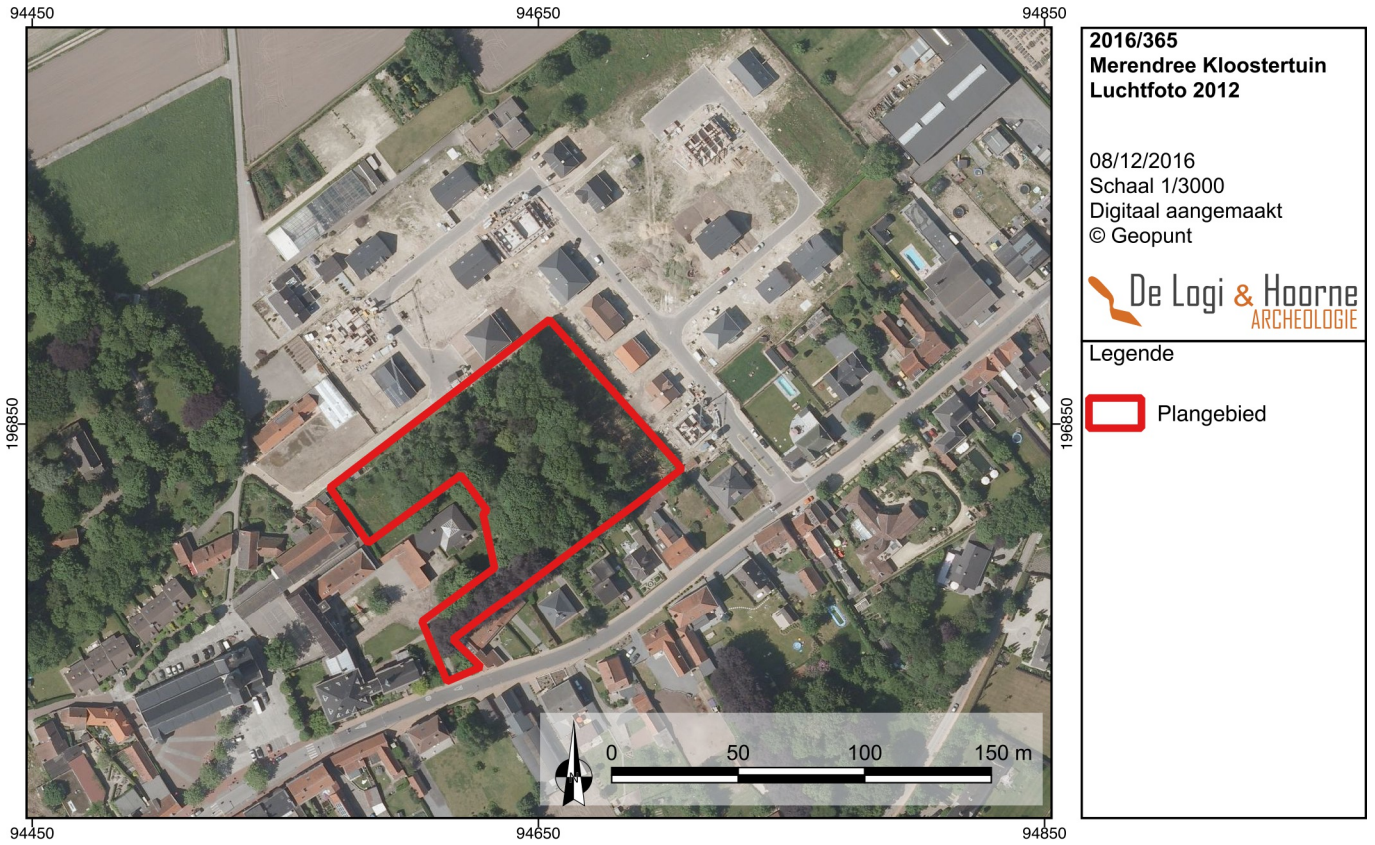 94450 94650 94850
2016/365
Merendree Kloostertuin
Luchtfoto 2012
08/12/2016
Schaal 1/3000
Digitaal aangemaakt
© Geopunt
De Logi & Hoorne
ARCHEOLOGIE
Legende
Plangebied
196850 196850
0 50 100 150 m
N
94450 94650 94850